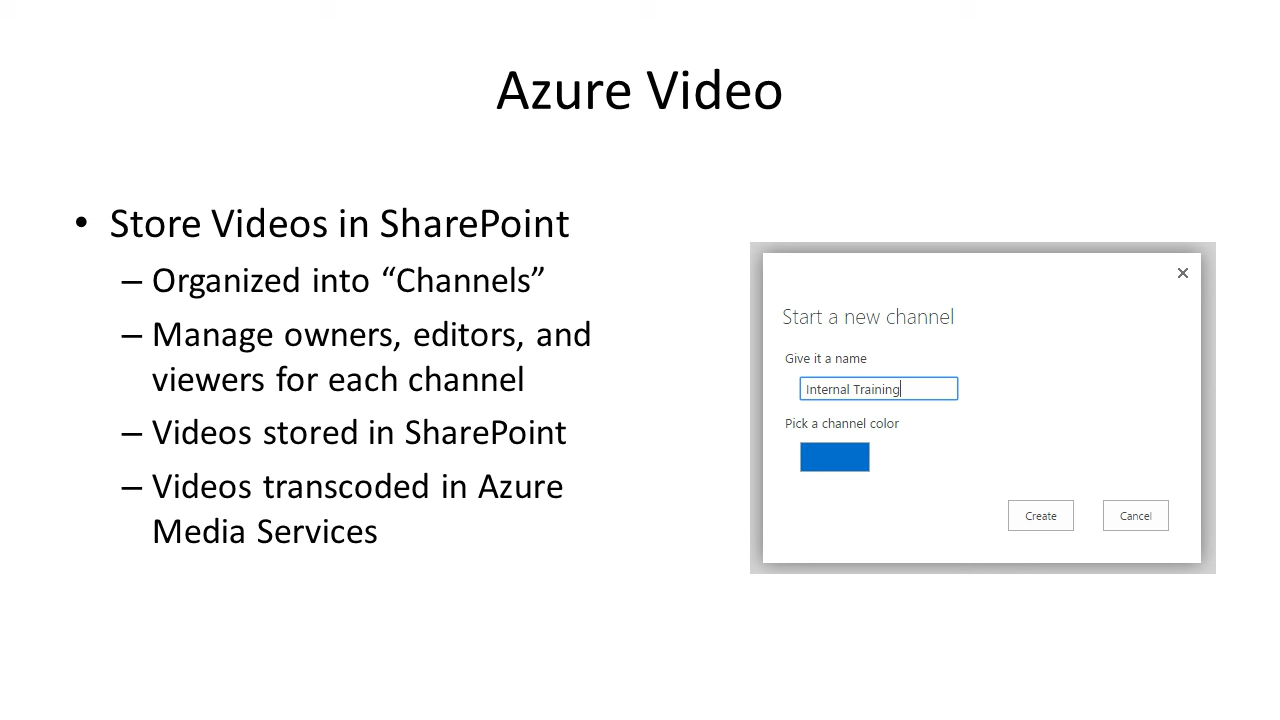 Azure Video
• Store Videos in SharePoint
– Organized into “Channels”
– Manage owners, editors, and
viewers for each channel
– Videos stored in SharePoint
– Videos transcoded in Azure
Media Services
Start a new channel
Give it a name
Internal Training
Pick a channel color
Create
Cancel